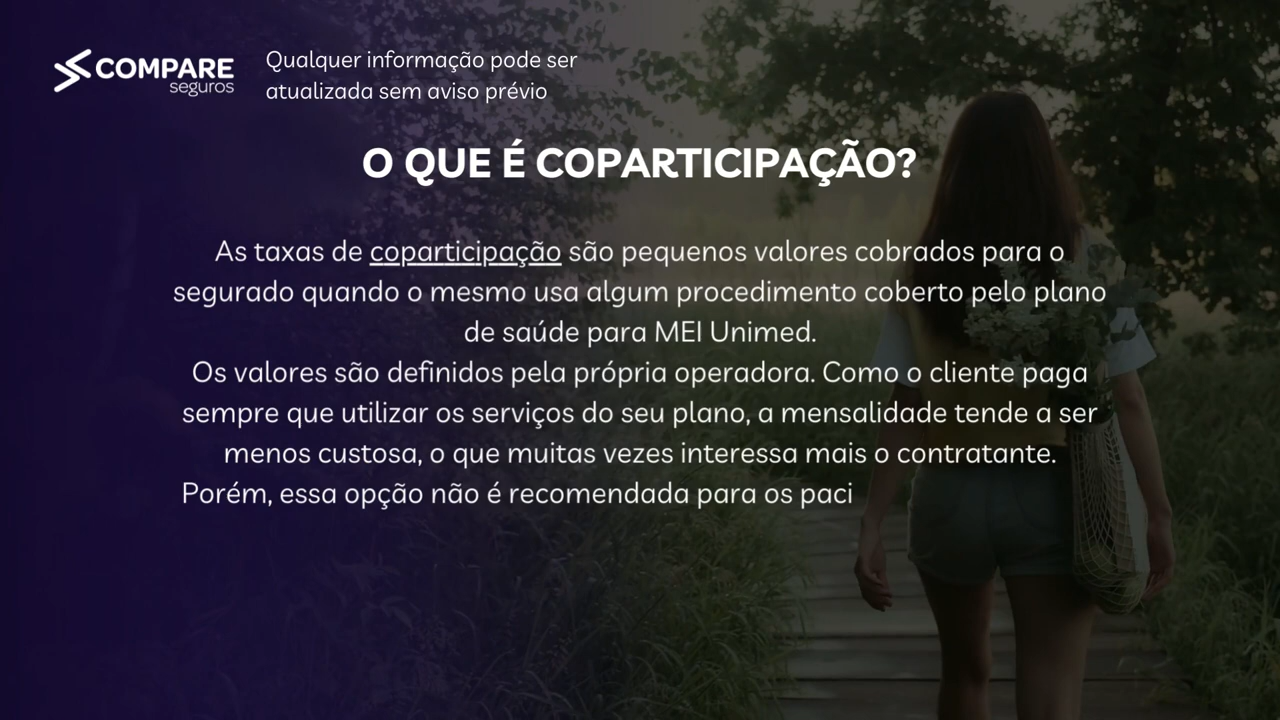 COMPARE
seguros
Qualquer informação pode ser
atualizada sem aviso prévio
O QUE É COPARTICIPAÇÃO?
As taxas de coparticipação são pequenos valores cobrados para o
segurado quando o mesmo usa algum procedimento coberto pelo plano
de saúde para MEI Unimed.
Os valores são definidos pela própria operadora. Como o cliente paga
sempre que utilizar os serviços do seu plano, a mensalidade tende a ser
menos custosa, o que muitas vezes interessa mais o contratante.
Porém, essa opção não é recomendada para os paci